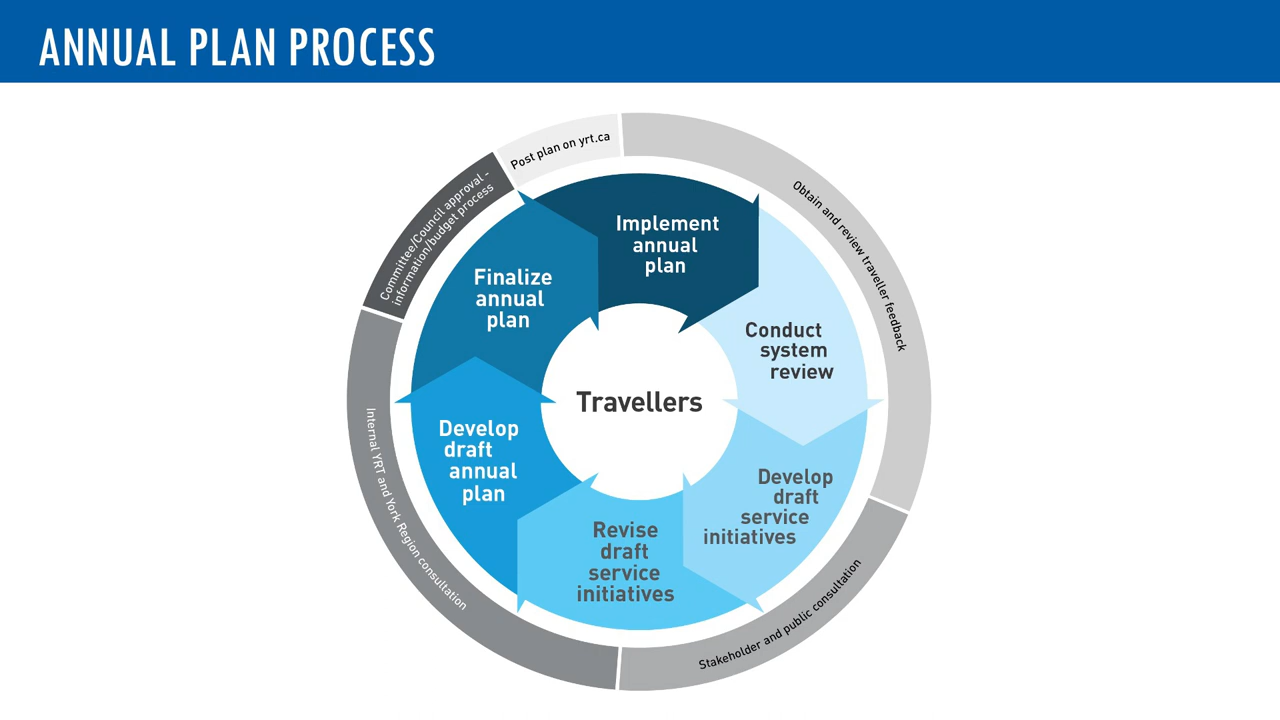 ANNUAL PLAN PROCESS
Post plan on yrt.ca
Obtain and review traveller feedback
Stakeholder and public consultation
Internal YRT and York Region consultation
Committee/Council approval -
information/budget process
Implement
annual
plan
Conduct
system
review
Develop
draft
service
initiatives
Revise
draft
service
initiatives
Develop
draft
annual
plan
Finalize
annual
plan
Travellers